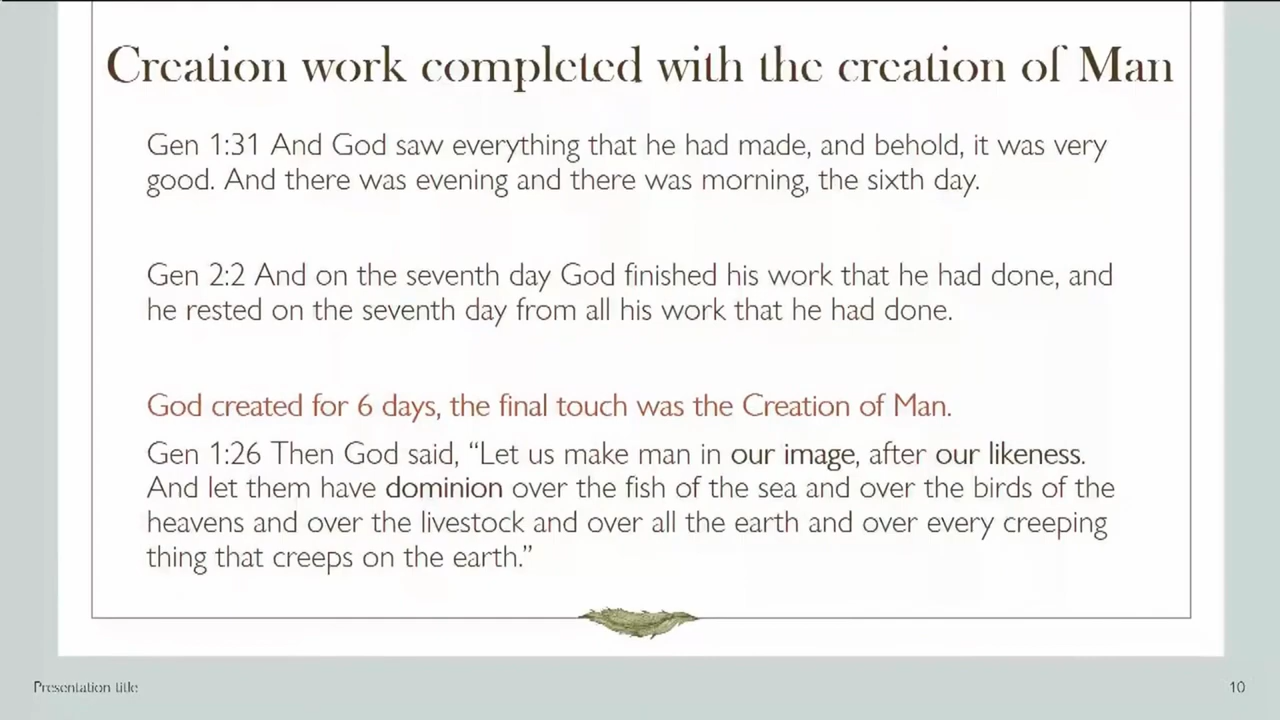 Creation work completed with the creation of Man
Gen 1:31 And God saw everything that he had made, and behold, it was very
good. And there was evening and there was morning, the sixth day.
Gen 2:2 And on the seventh day God finished his work that he had done, and
he rested on the seventh day from all his work that he had done.
God created for 6 days, the final touch was the Creation of Man.
Gen 1:26 Then God said, “Let us make man in our image, after our likeness.
And let them have dominion over the fish of the sea and over the birds of the
heavens and over the livestock and over all the earth and over every creeping
thing that creeps on the earth.”
Presentation title
10